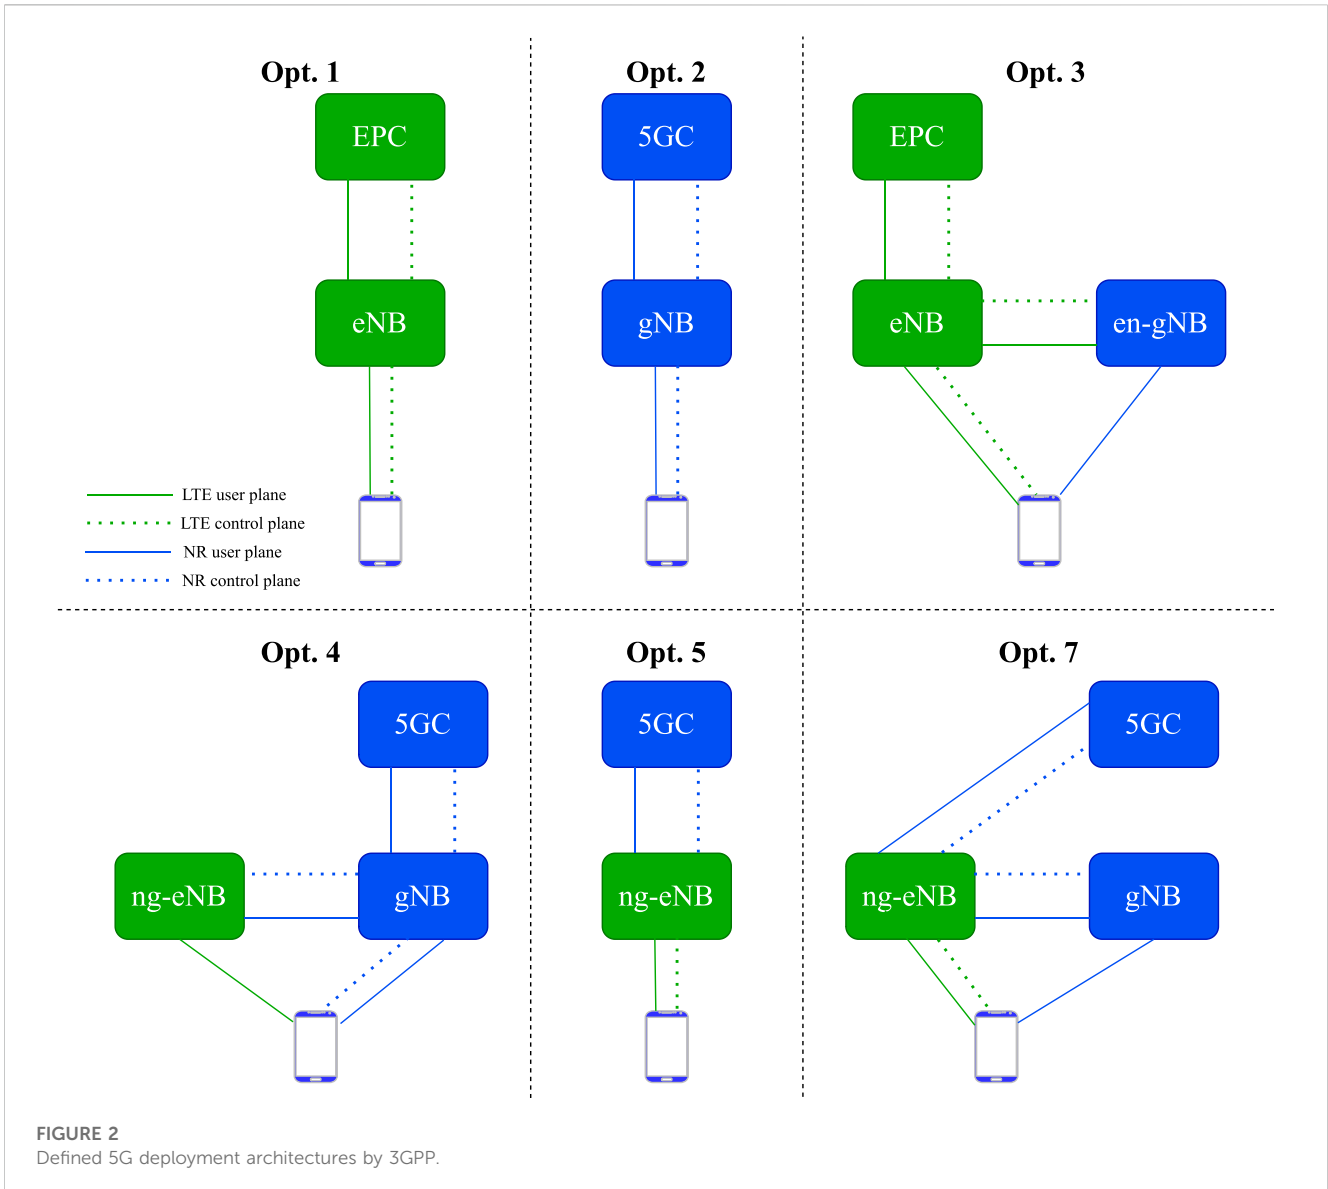 Opt. 1
EPC
eNB
LTE user plane
LTE control plane
NR user plane
NR control plane
Opt. 2
5GC
gNB
Opt. 3
EPC
eNB
en-gNB
Opt. 4
5GC
ng-eNB
gNB
Opt. 5
5GC
ng-eNB
Opt. 7
5GC
ng-eNB
gNB
FIGURE 2
Defined 5G deployment architectures by 3GPP.